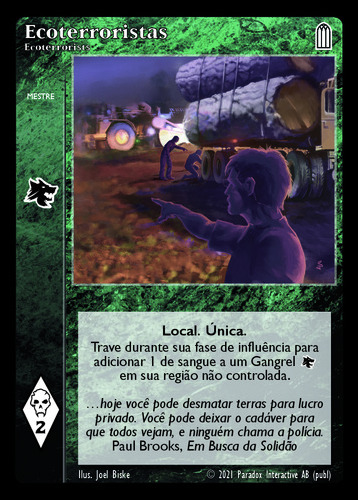 Ecoterroristas
Ecoterrorists
MESTRE
Local. Única.
Trave durante sua fase de influência para
adicionar 1 de sangue a um Gangrel
em sua região não controlada.
…hoje você pode desmatar terras para lucro
privado. Você pode deixar o cadáver para
que todos vejam, e ninguém chama a polícia.
Paul Brooks, Em Busca da Solidão
2
Ilus. Joel Biske
© 2021 Paradox Interactive AB (publ)